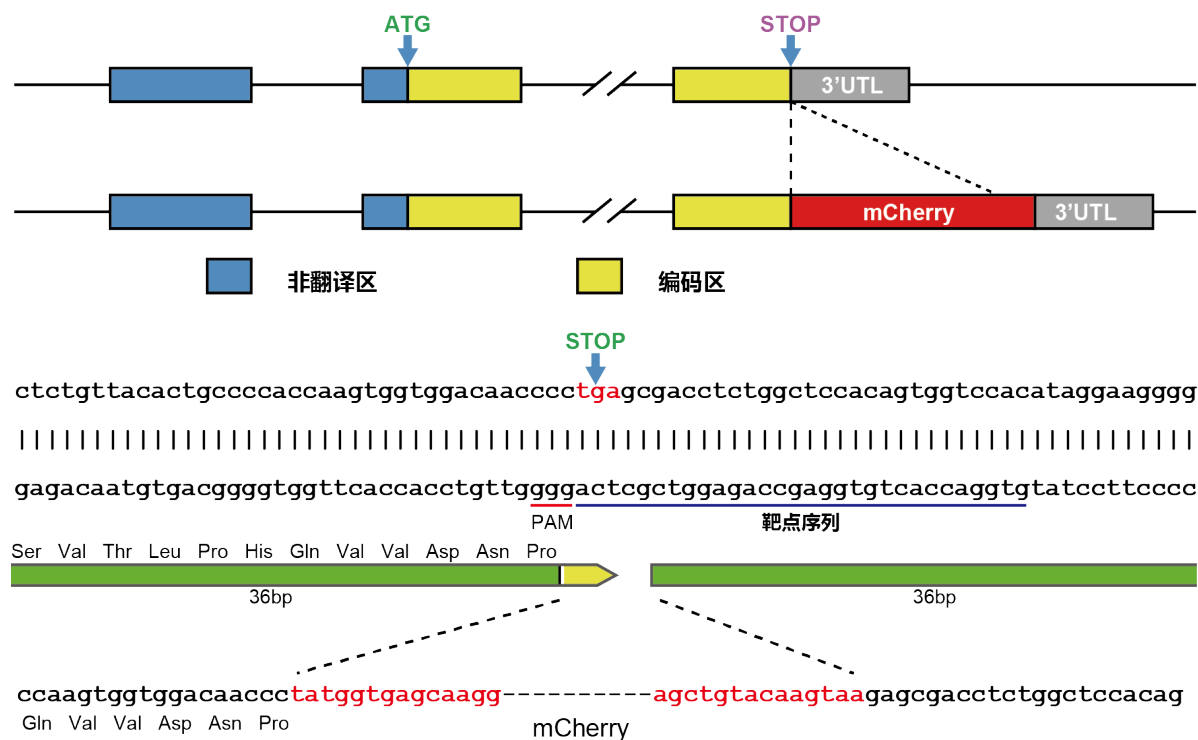 ATG
STOP
3'UTL
mCherry
3'UTL
非翻译区
编码区
STOP
ctctgttacactgccccaccaagtggtggacaacccctgagcgacctctggctccacagtggtccacataggaagggg
gagacaatgtgacggggtggttcaccacctgttggggactcgctggagaccgaggtgtcaccaggtgtatccttcccc
PAM
靶点序列
Ser Val Thr Leu Pro His Gln Val Val Asp Asn Pro
36bp
36bp
ccaagtggtggacaaccctatggtgagcaagg----------agctgtacaagtaagagcgacctctggctccacag
Gln Val Val Asp Asn Pro
mCherry